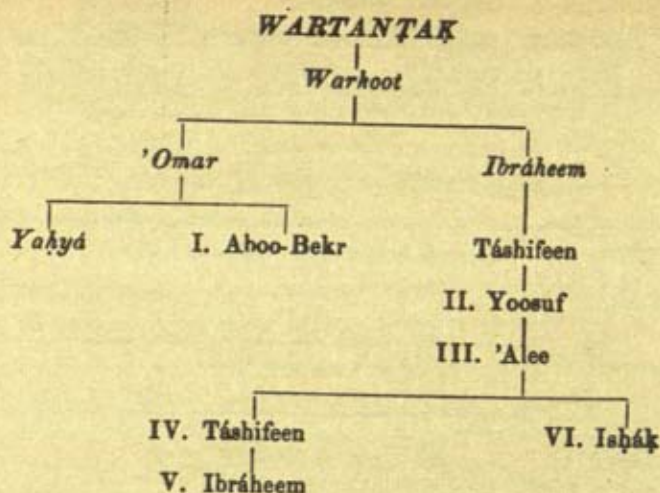 WARTANṬAḲ
Warkoot
'Omar
Ibráheem
Yaḥyá
I. Aboo-Bekr
Táshifeen
II. Yoosuf
III. 'Alee
IV. Táshifeen
VI. Isḥáḳ
V. Ibráheem